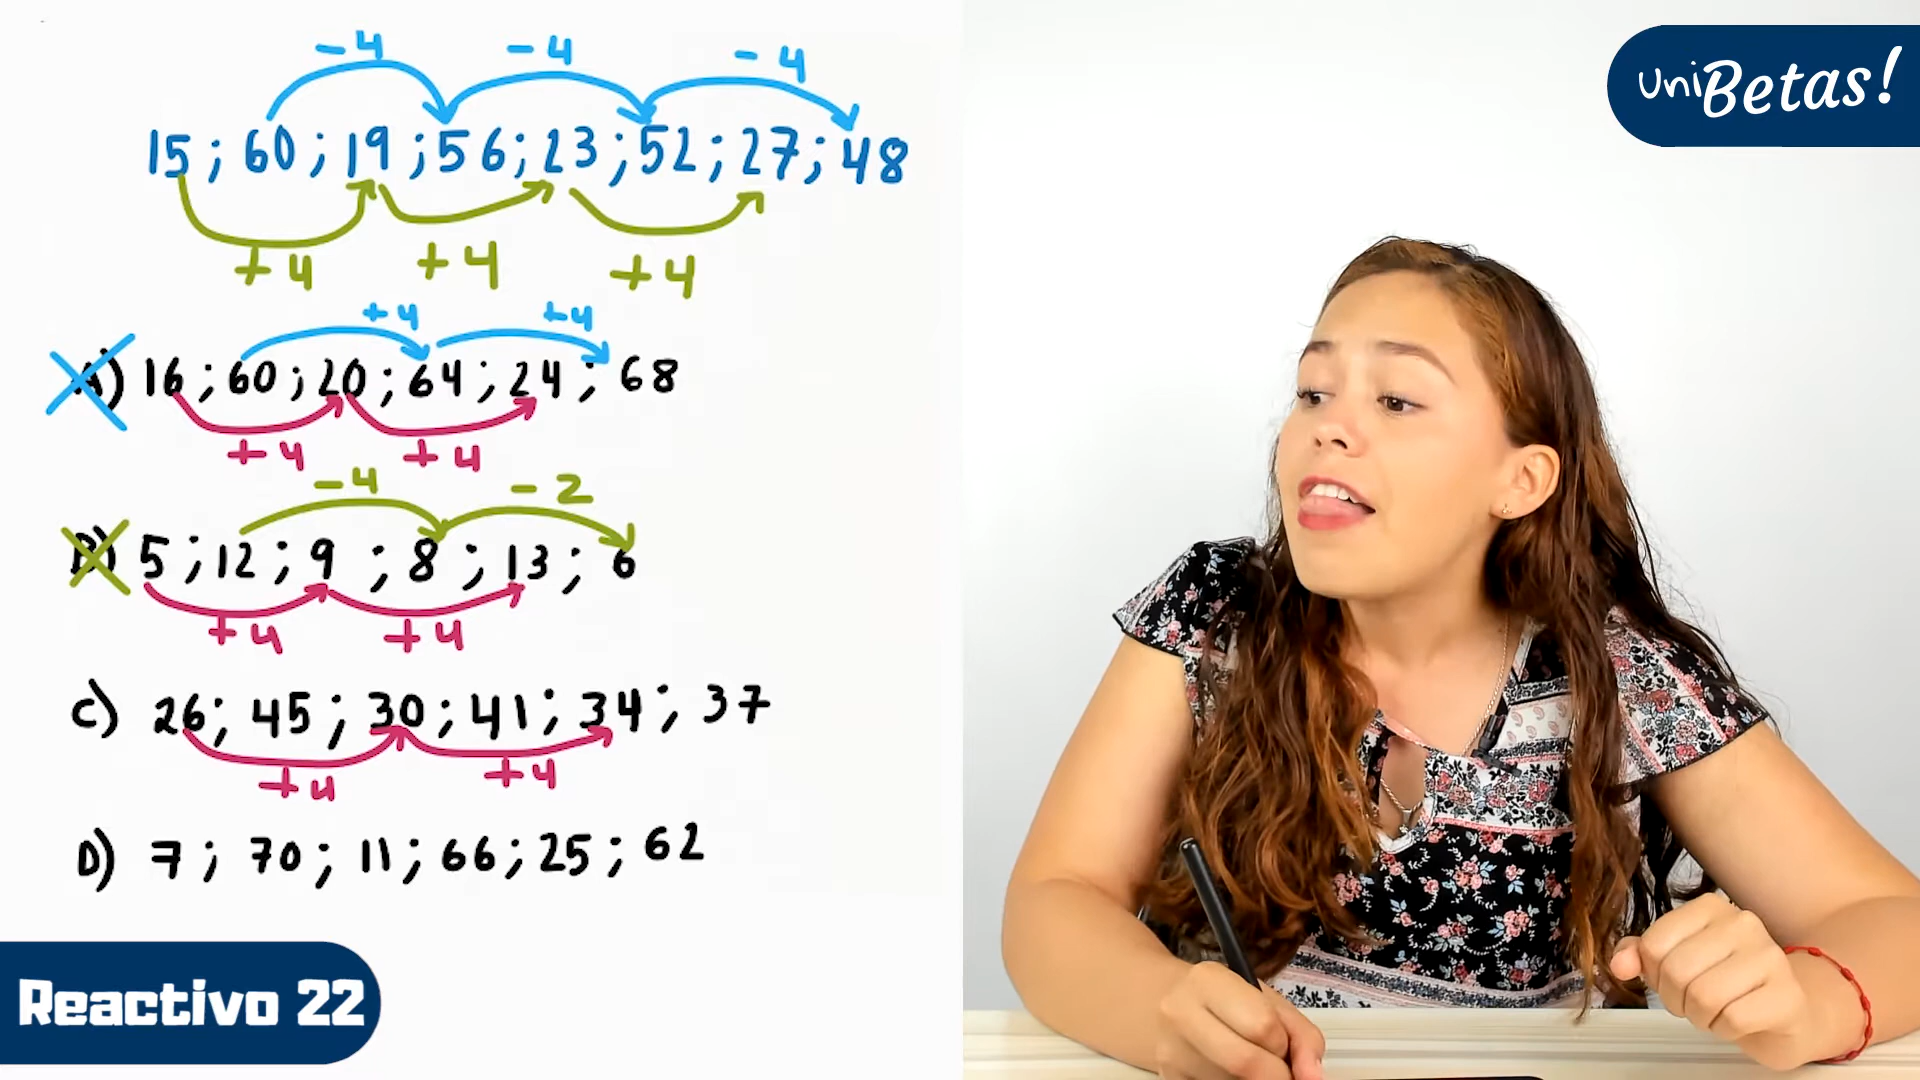 -4 -4 -4
uniBetas!
15 ; 60 ; 19 ; 56 ; 23 ; 52 ; 27 ; 48
+4 +4 +4
+4 +4
A) 16 ; 60 ; 20 ; 64 ; 24 ; 68
+4 +4
-4 -2
B) 5 ; 12 ; 9 ; 8 ; 13 ; 6
+4 +4
C) 26 ; 45 ; 30 ; 41 ; 34 ; 37
+4 +4
D) 7 ; 70 ; 11 ; 66 ; 25 ; 62
Reactivo 22